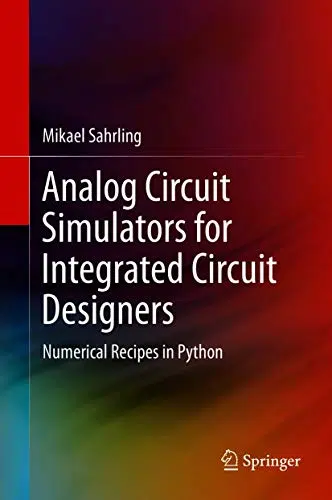 Mikael Sahrling
Analog Circuit
Simulators for
Integrated Circuit
Designers
Numerical Recipes in Python
Springer